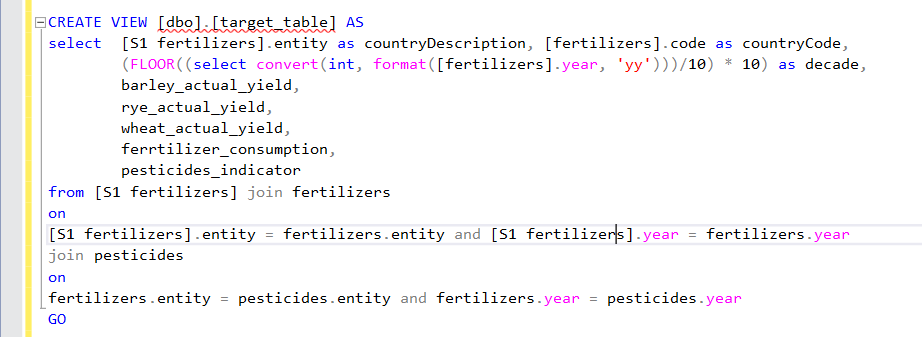 CREATE VIEW [dbo].[target_table] AS
select  [S1 fertilizers].entity as countryDescription, [fertilizers].code as countryCode,
(FLOOR((select convert(int, format([fertilizers].year, 'yy')))/10) * 10) as decade,
barley_actual_yield,
rye_actual_yield,
wheat_actual_yield,
ferrtilizer_consumption,
pesticides_indicator
from [S1 fertilizers] join fertilizers
on
[S1 fertilizers].entity = fertilizers.entity and [S1 fertilizers].year = fertilizers.year
join pesticides
on
fertilizers.entity = pesticides.entity and fertilizers.year = pesticides.year
GO